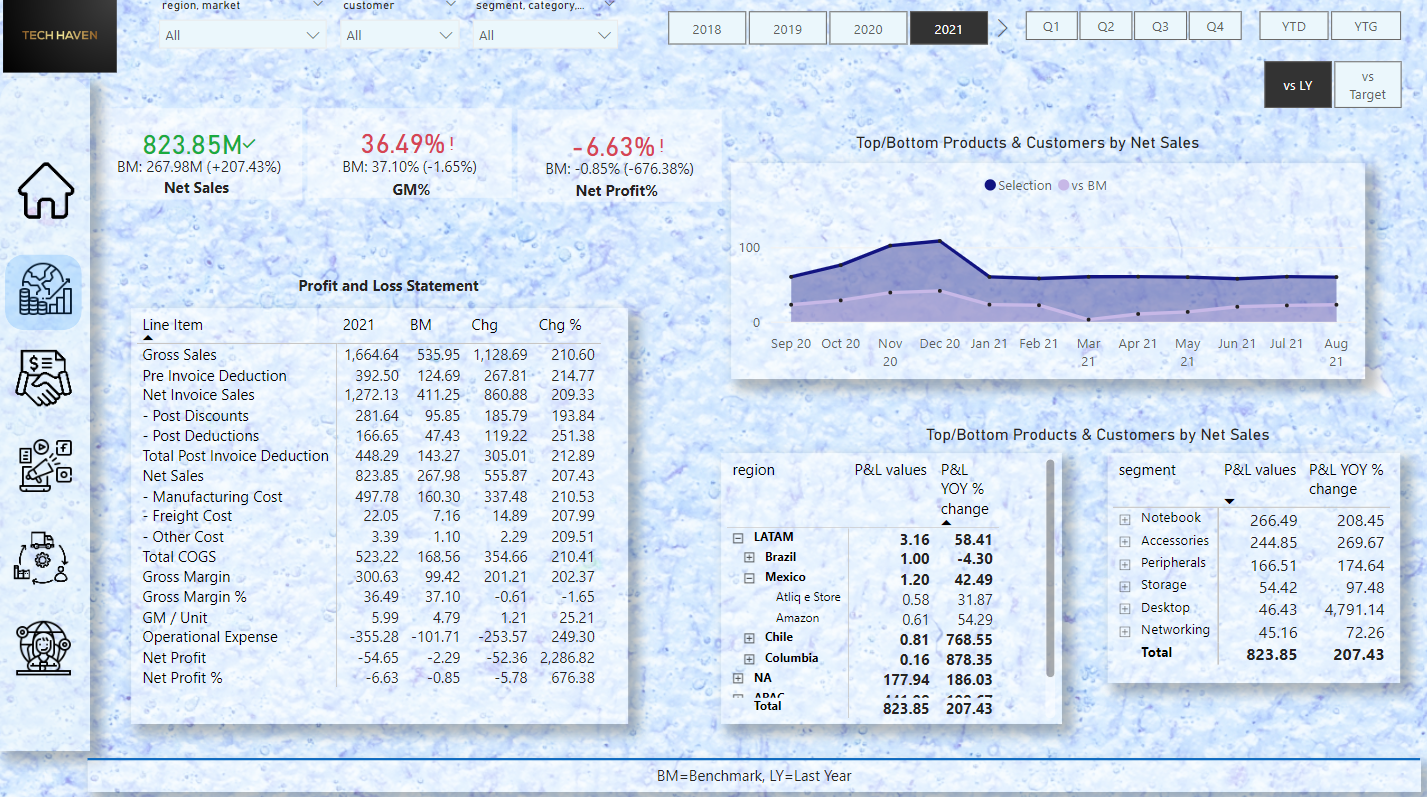 TECH HAVEN
region, market
customer
segment, category,...
All
All
All
2018
2019
2020
2021
Q1
Q2
Q3
Q4
YTD
YTG
vs LY
vs
Target
823.85M
BM: 267.98M (+207.43%)
Net Sales
36.49% !
BM: 37.10% (-1.65%)
GM%
-6.63% !
BM: -0.85% (-676.38%)
Net Profit%
Top/Bottom Products & Customers by Net Sales
Selection
vs BM
100
0
Sep 20
Oct 20
Nov
20
Dec 20
Jan 21
Feb 21
Mar
21
Apr 21
May
21
Jun 21
Jul 21
Aug
21
Profit and Loss Statement
Line Item 2021 BM Chg Chg %
Gross Sales 1,664.64 535.95 1,128.69 210.60
Pre Invoice Deduction 392.50 124.69 267.81 214.77
Net Invoice Sales 1,272.13 411.25 860.88 209.33
- Post Discounts 281.64 95.85 185.79 193.84
- Post Deductions 166.65 47.43 119.22 251.38
Total Post Invoice Deduction 448.29 143.27 305.01 212.89
Net Sales 823.85 267.98 555.87 207.43
- Manufacturing Cost 497.78 160.30 337.48 210.53
- Freight Cost 22.05 7.16 14.89 207.99
- Other Cost 3.39 1.10 2.29 209.51
Total COGS 523.22 168.56 354.66 210.41
Gross Margin 300.63 99.42 201.21 202.37
Gross Margin % 36.49 37.10 -0.61 -1.65
GM / Unit 5.99 4.79 1.21 25.21
Operational Expense -355.28 -101.71 -253.57 249.30
Net Profit -54.65 -2.29 -52.36 2,286.82
Net Profit % -6.63 -0.85 -5.78 676.38
Top/Bottom Products & Customers by Net Sales
region P&L values P&L
YOY %
change
LATAM 3.16 58.41
Brazil 1.00 -4.30
Mexico 1.20 42.49
Atliq e Store 0.58 31.87
Amazon 0.61 54.29
Chile 0.81 768.55
Columbia 0.16 878.35
NA 177.94 186.03
APAC
Total 823.85 207.43
segment P&L values P&L YOY %
change
Notebook 266.49 208.45
Accessories 244.85 269.67
Peripherals 166.51 174.64
Storage 54.42 97.48
Desktop 46.43 4,791.14
Networking 45.16 72.26
Total 823.85 207.43
BM=Benchmark, LY=Last Year